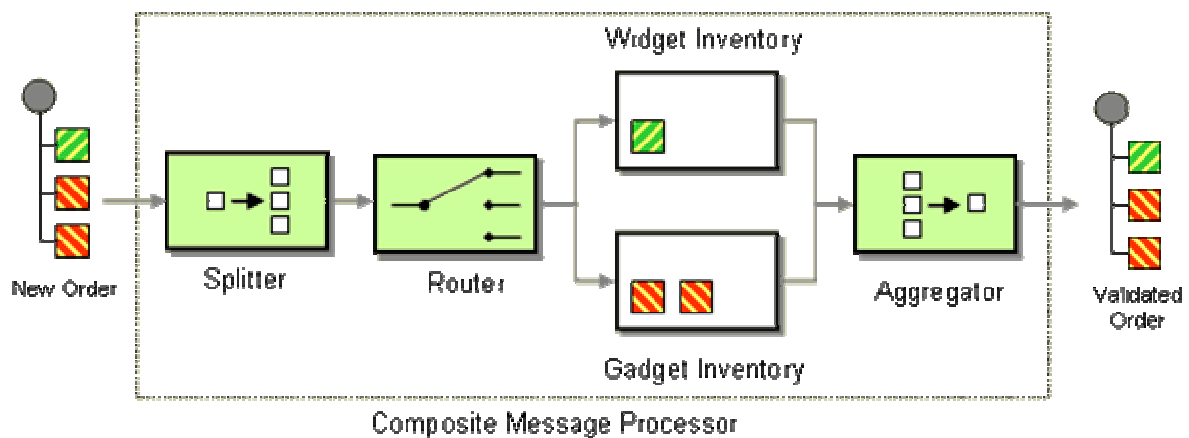 Widget Inventory
New Order
Splitter
Router
Aggregator
Validated
Order
Gadget Inventory
Composite Message Processor